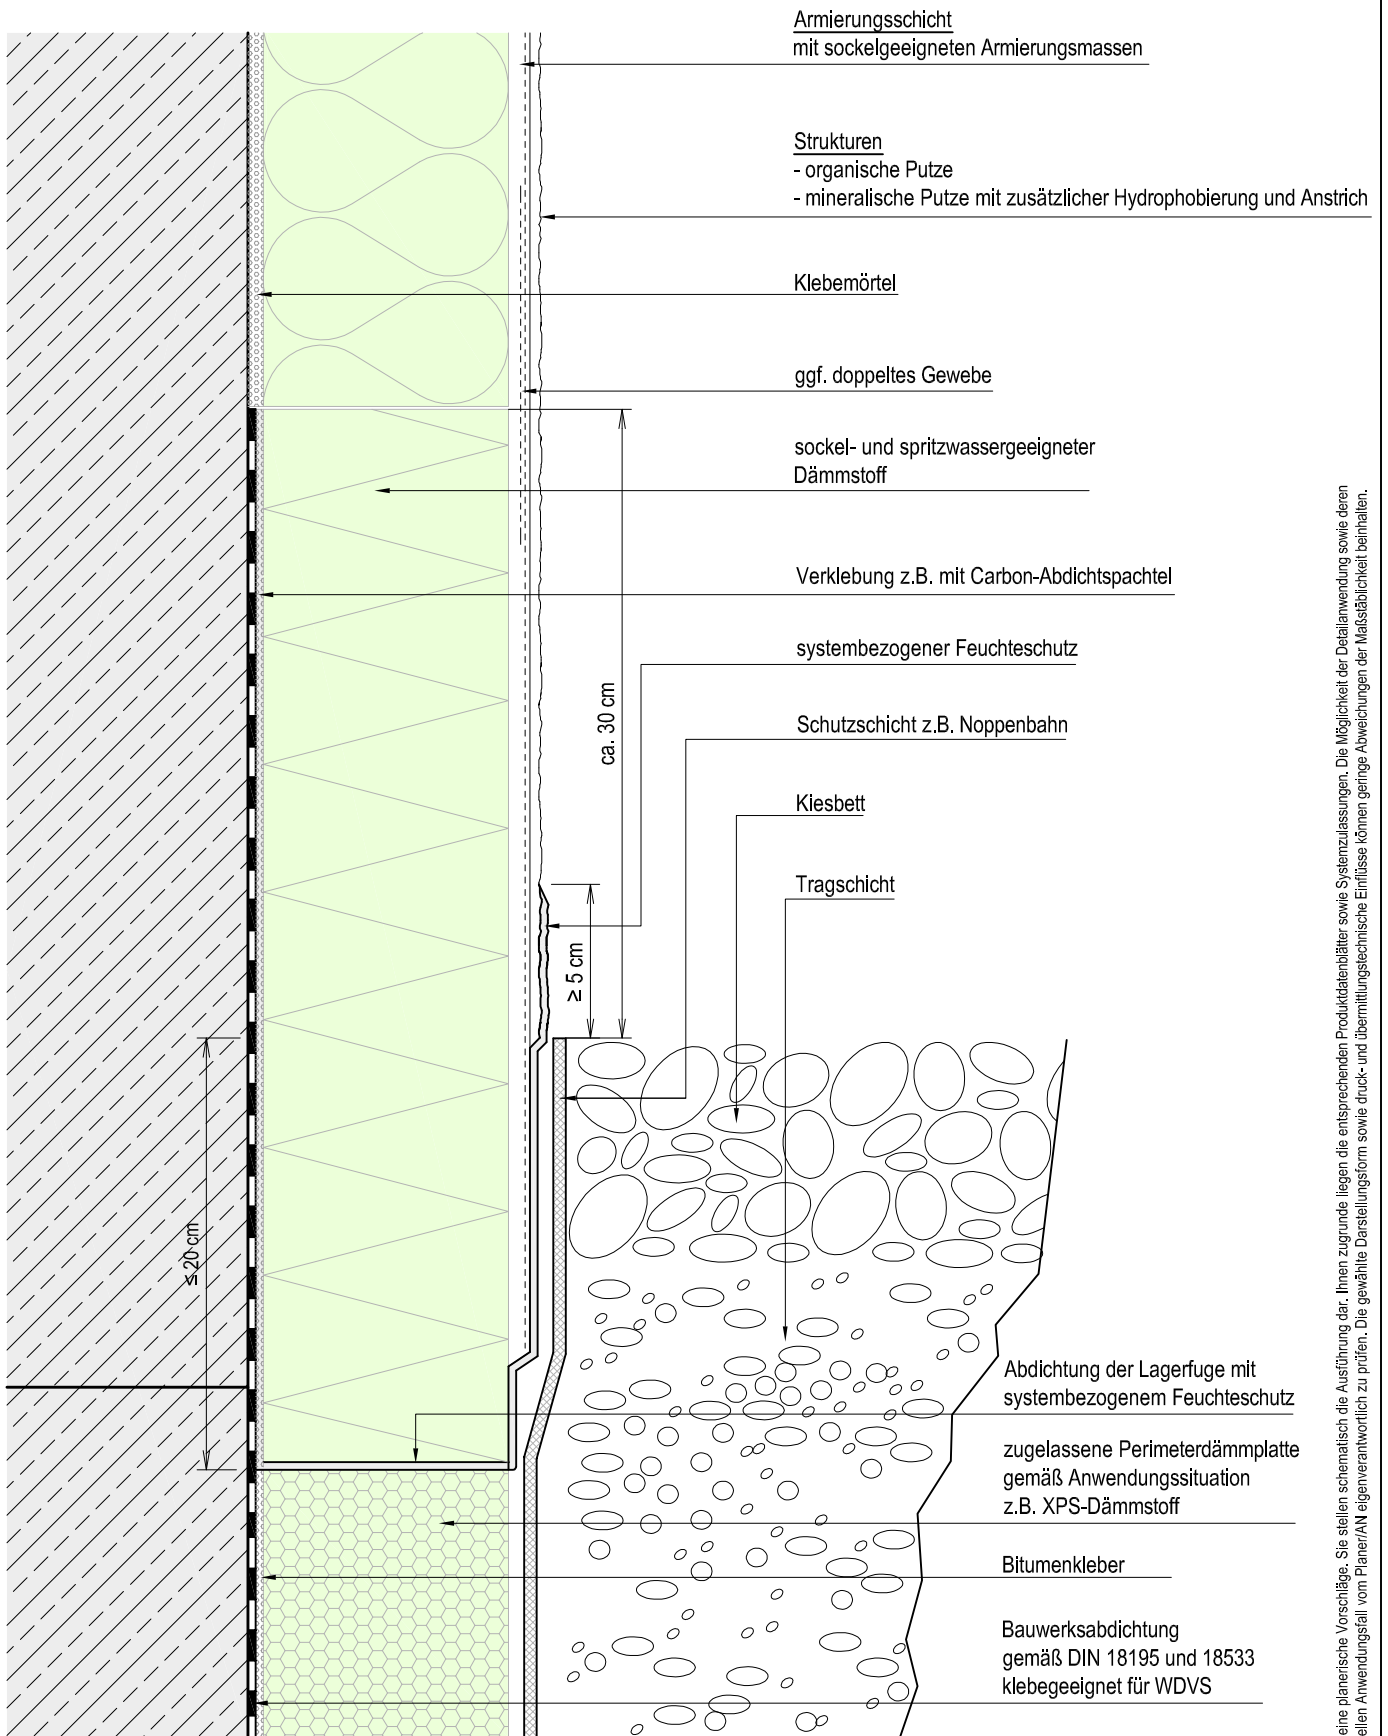 Armierungsschicht
mit sockelgeeigneten Armierungsmassen
Strukturen
- organische Putze
- mineralische Putze mit zusätzlicher Hydrophobierung und Anstrich
Klebemörtel
ggf. doppeltes Gewebe
sockel- und spritzwassergeeigneter
Dämmstoff
Verklebung z.B. mit Carbon-Abdichtspachtel
systembezogener Feuchteschutz
ca. 30 cm
Schutzschicht z.B. Noppenbahn
Kiesbett
Tragschicht
≥ 5 cm
≤ 20 cm
Abdichtung der Lagerfuge mit
systembezogenem Feuchteschutz
zugelassene Perimeterdämmplatte
gemäß Anwendungssituation
z.B. XPS-Dämmstoff
Bitumenkleber
Bauwerksabdichtung
gemäß DIN 18195 und 18533
klebegeeignet für WDVS
eine planerische Vorschläge. Sie stellen schematisch die Ausführung dar. Ihnen zugrunde liegen die entsprechenden Produktdatenblätter sowie Systemzulassungen. Die Möglichkeit der Detailanwendung sowie deren
ellen Anwendungsfall vom Planer/AN eigenverantwortlich zu prüfen. Die gewählte Darstellungsform sowie druck- und übermittlungstechnische Einflüsse können geringe Abweichungen der Maßstäblichkeit beinhalten.